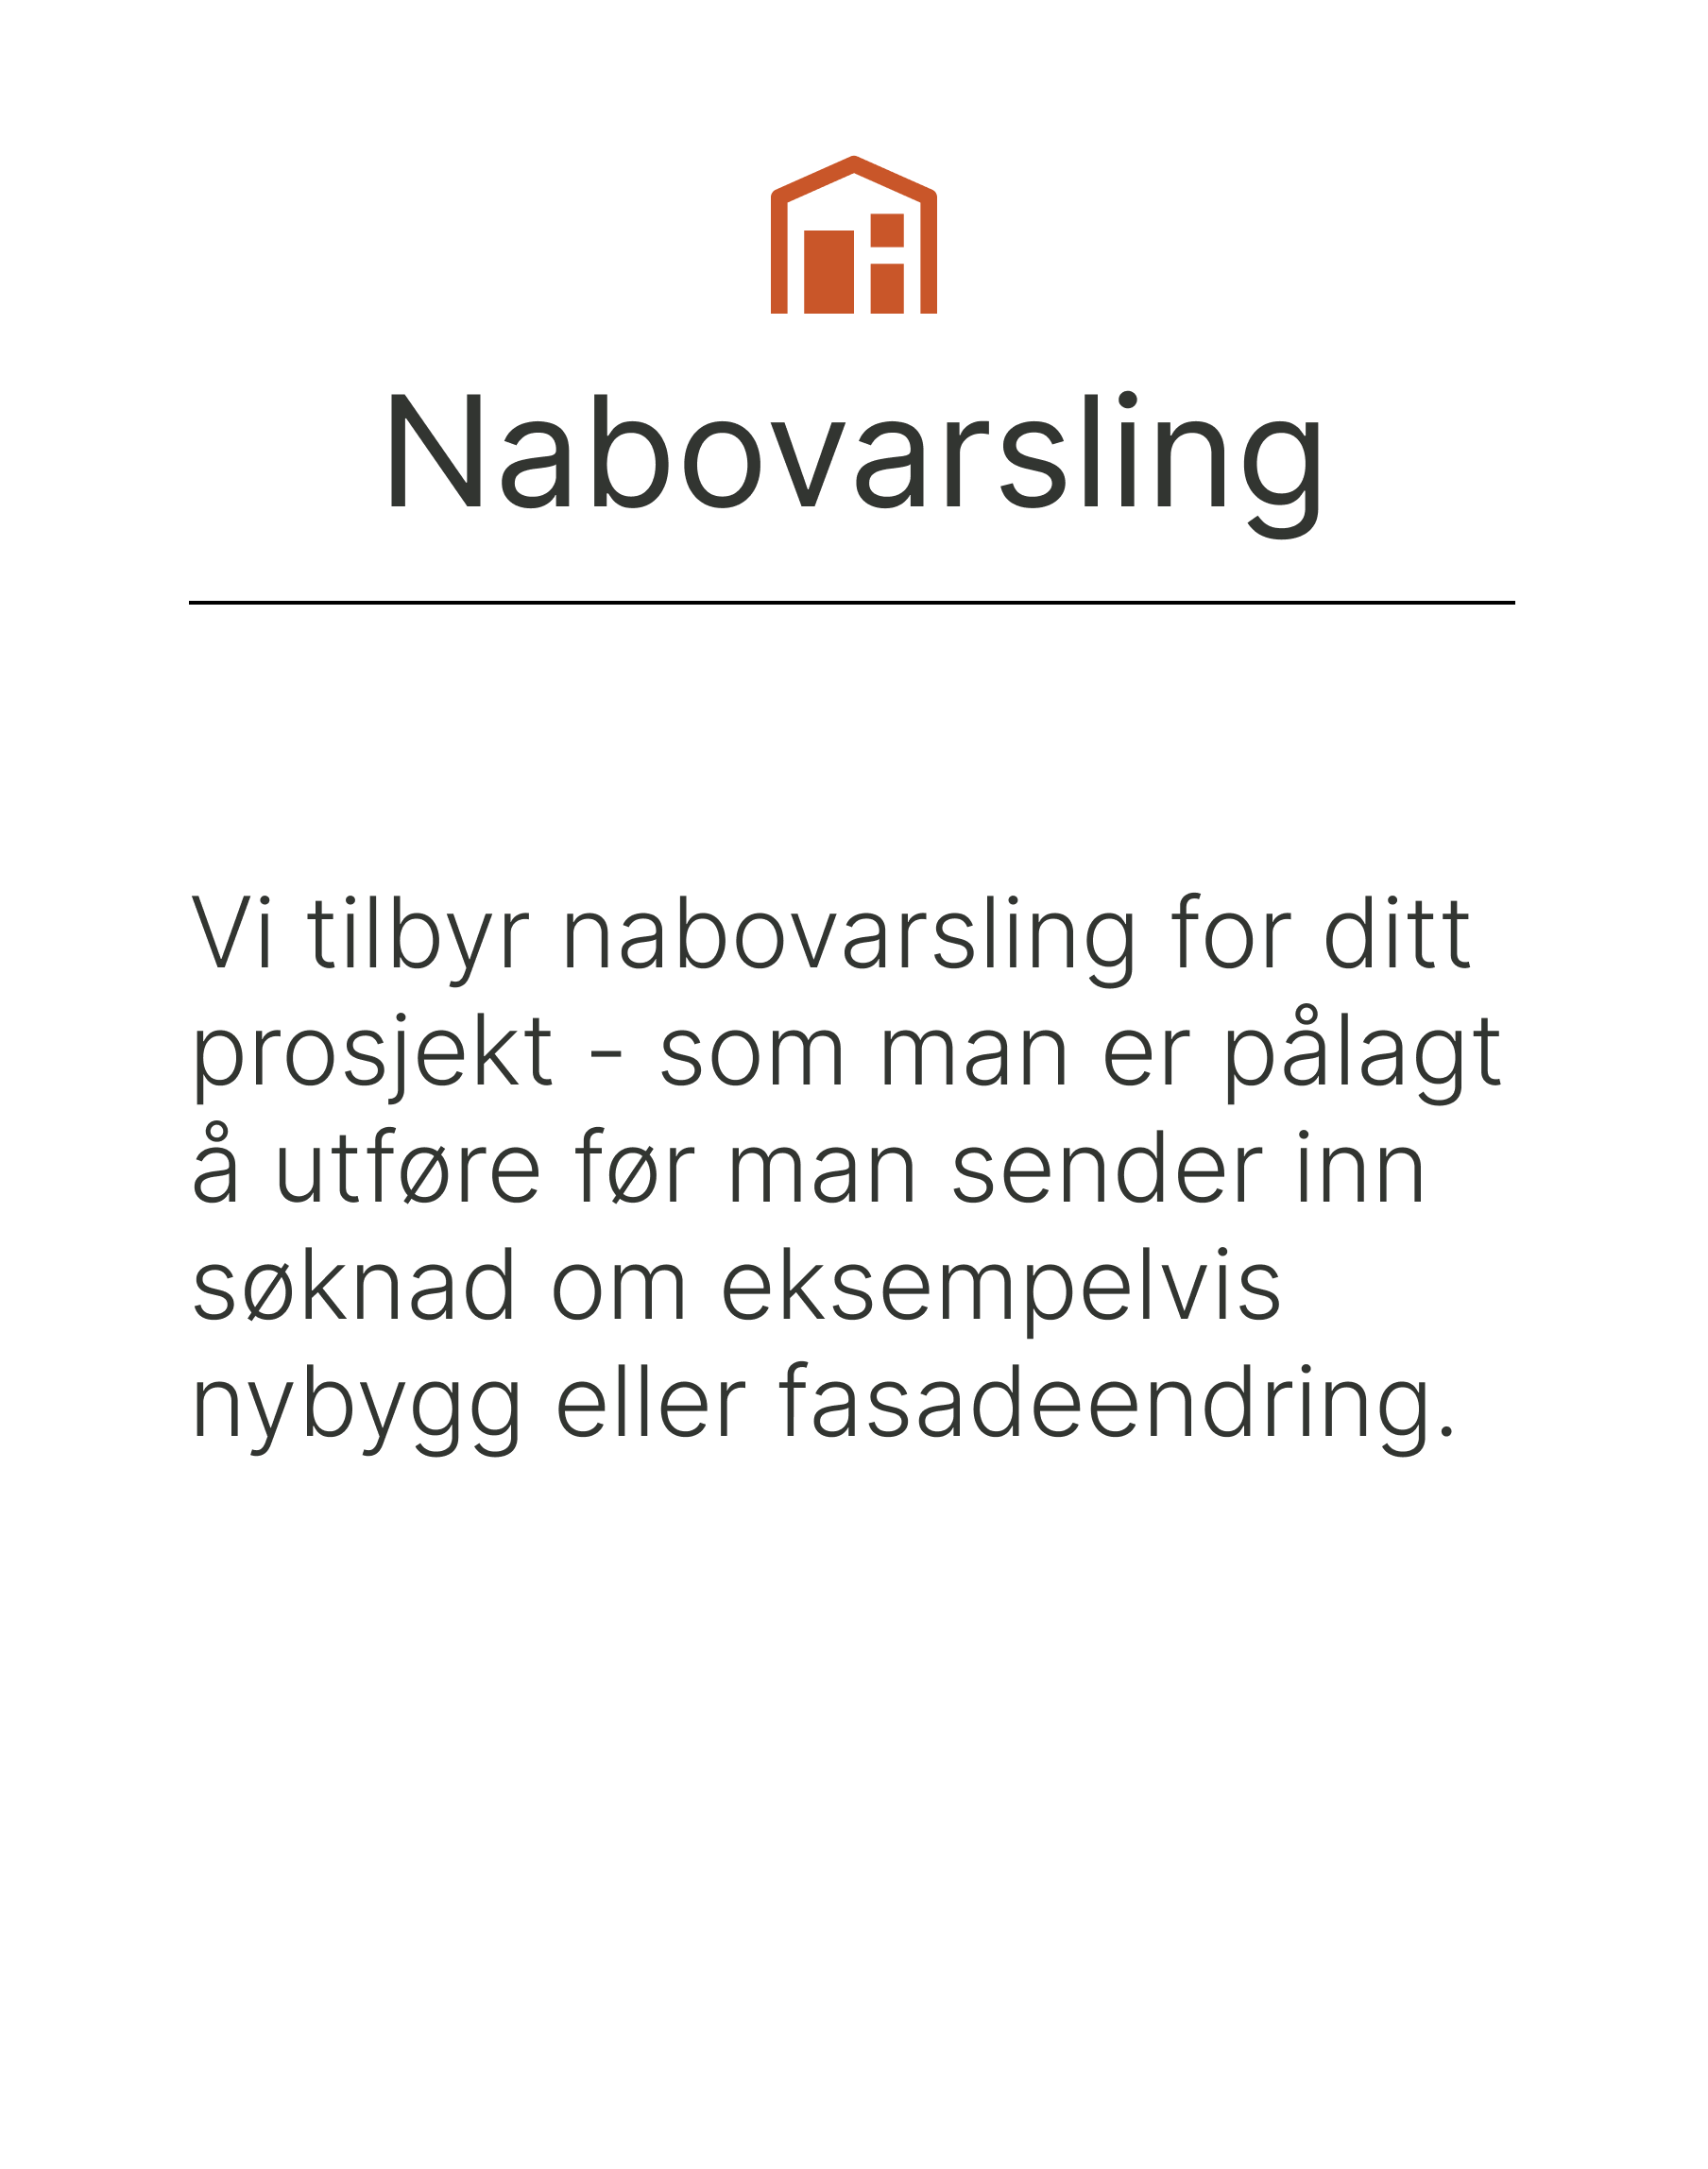 Nabovarsling
Vi tilbyr nabovarsling for ditt
prosjekt - som man er pålagt
å utføre før man sender inn
søknad om eksempelvis
nybygg eller fasadeendring.